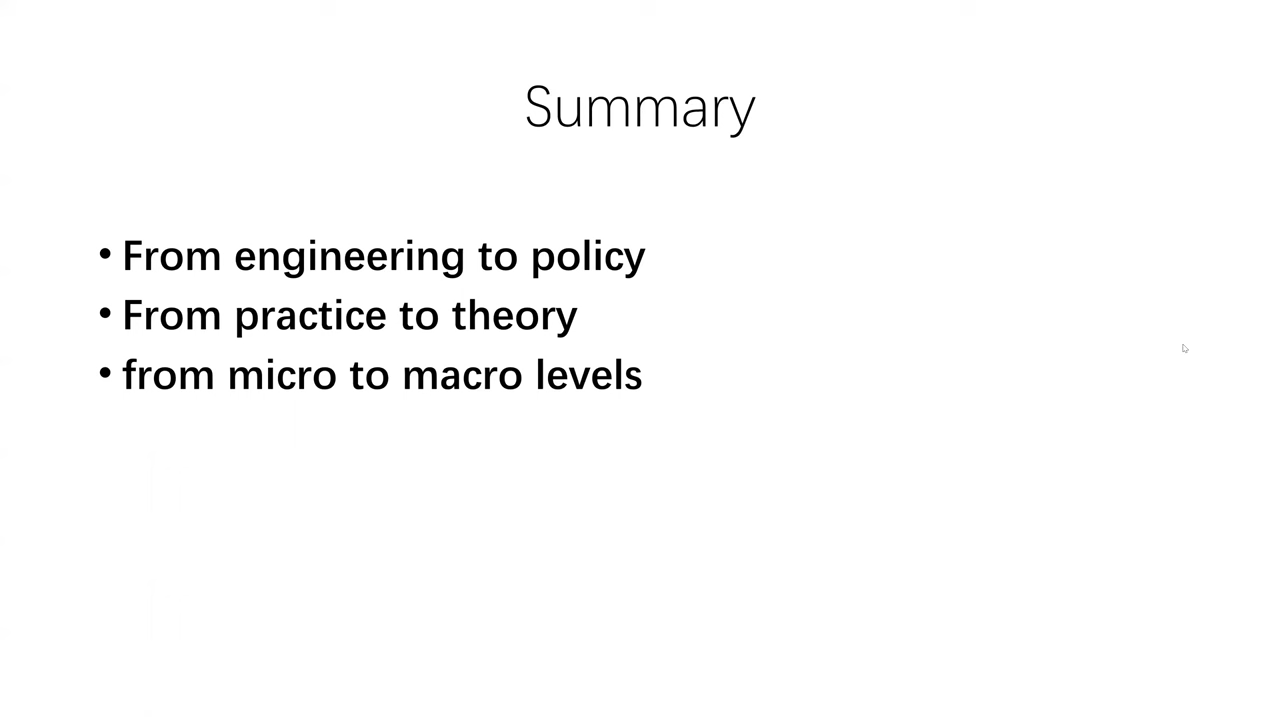 Summary
• From engineering to policy
• From practice to theory
• from micro to macro levels